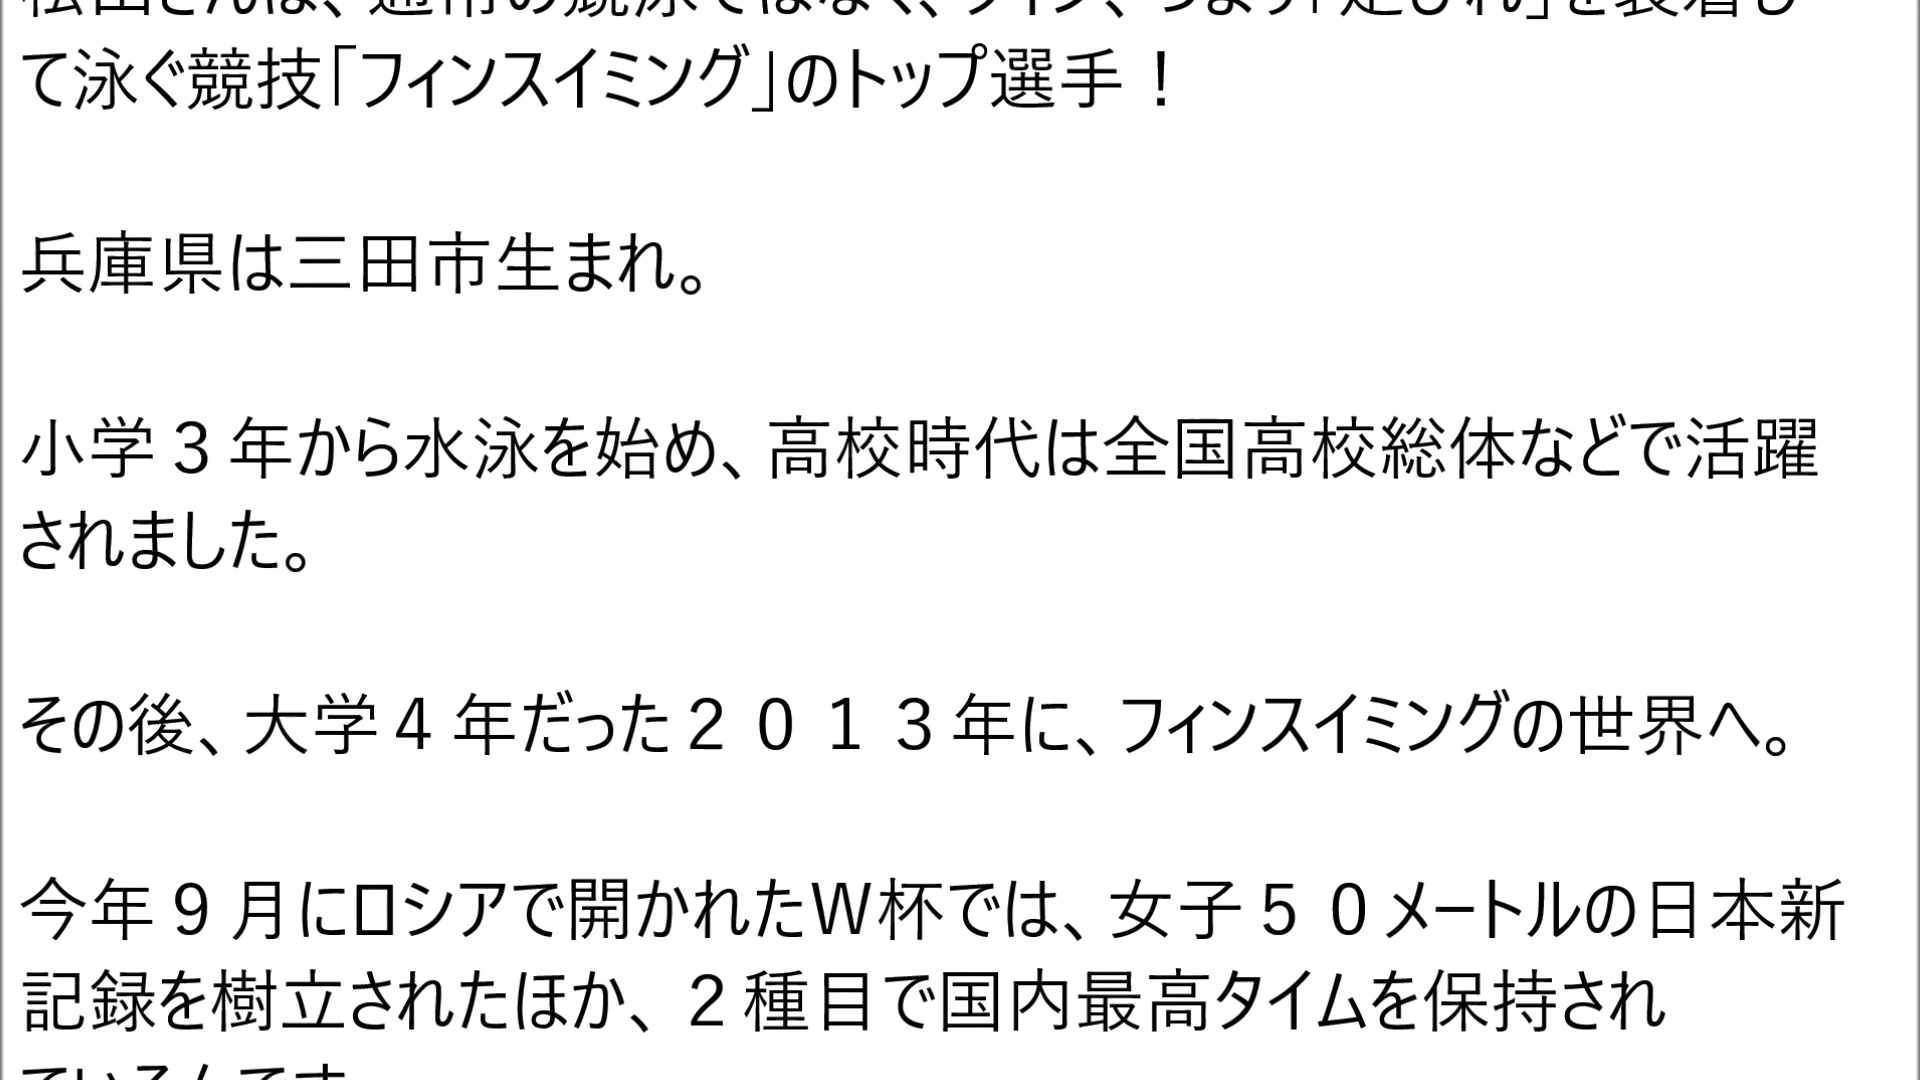 て泳ぐ競技「フィンスイミング」のトップ選手！
兵庫県は三田市生まれ。
小学３年から水泳を始め、高校時代は全国高校総体などで活躍
されました。
その後、大学４年だった２０１３年に、フィンスイミングの世界へ。
今年９月にロシアで開かれたＷ杯では、女子５０メートルの日本新
記録を樹立されたほか、２種目で国内最高タイムを保持され
ているんです